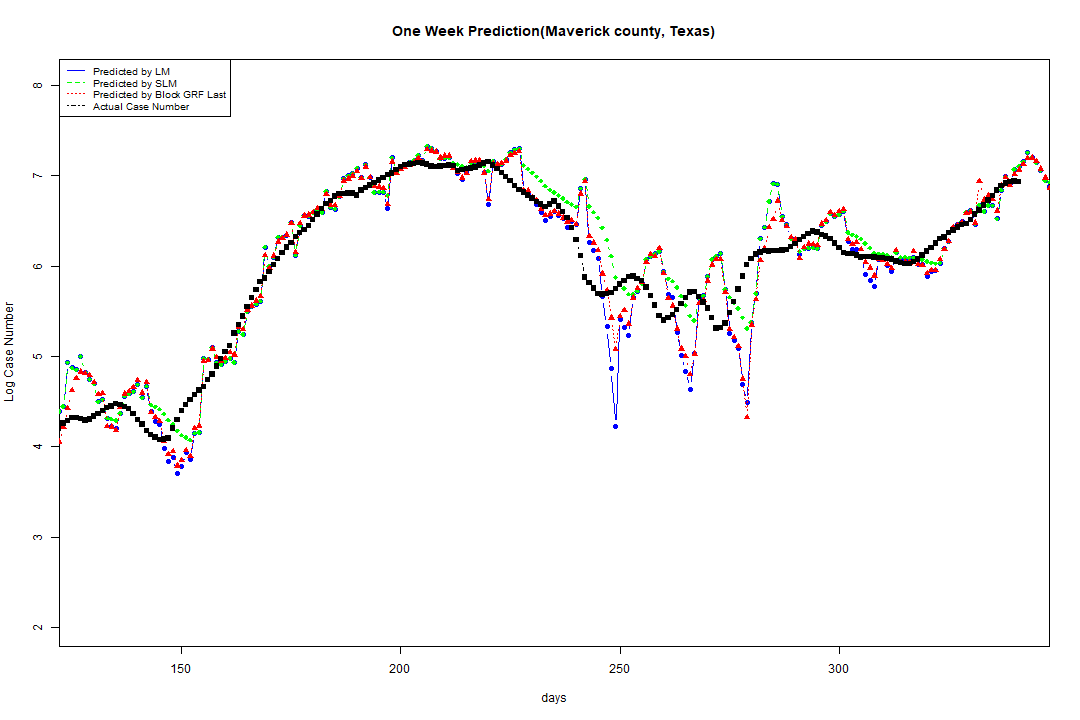 One Week Prediction(Maverick county, Texas)
Predicted by LM
Predicted by SLM
Predicted by Block GRF Last
Actual Case Number
8
7
6
5
4
3
2
Log Case Number
150 200 250 300
days